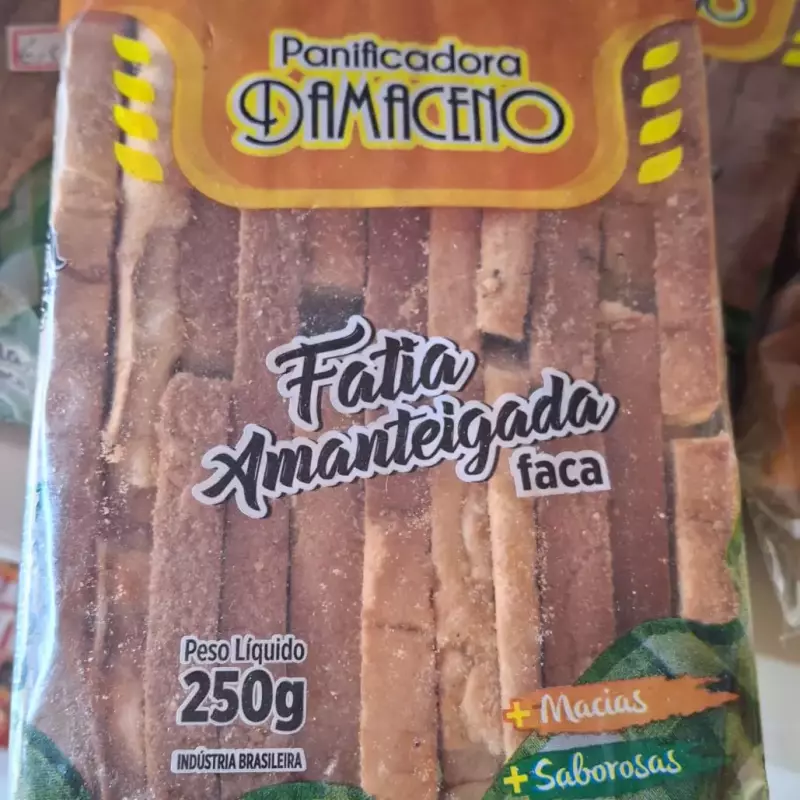 Panificadora
DAMACENO
Fatia
Amanteigada
faca
Peso Líquido
250g
INDÚSTRIA BRASILEIRA
+ Macias
+ Saborosas